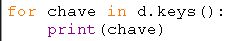 for chave in d.keys():
    print(chave)